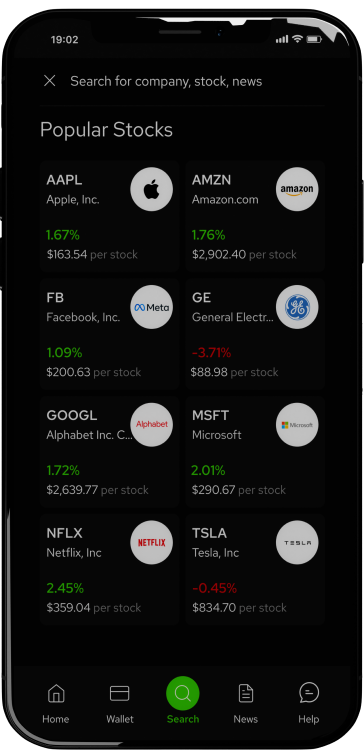 19:02
Search for company, stock, news
Popular Stocks
AAPL
Apple, Inc.
1.67%
$163.54 per stock
AMZN
Amazon.com
amazon
1.76%
$2,902.40 per stock
FB
Facebook, Inc.
Meta
1.09%
$200.63 per stock
GE
General Electr...
-3.71%
$88.98 per stock
GOOGL
Alphabet Inc. C...
Alphabet
1.72%
$2,639.77 per stock
MSFT
Microsoft
Microsoft
2.01%
$290.67 per stock
NFLX
Netflix, Inc
NETFLIX
2.45%
$359.04 per stock
TSLA
Tesla, Inc
TESLA
-0.45%
$834.70 per stock
Home
Wallet
Search
News
Help